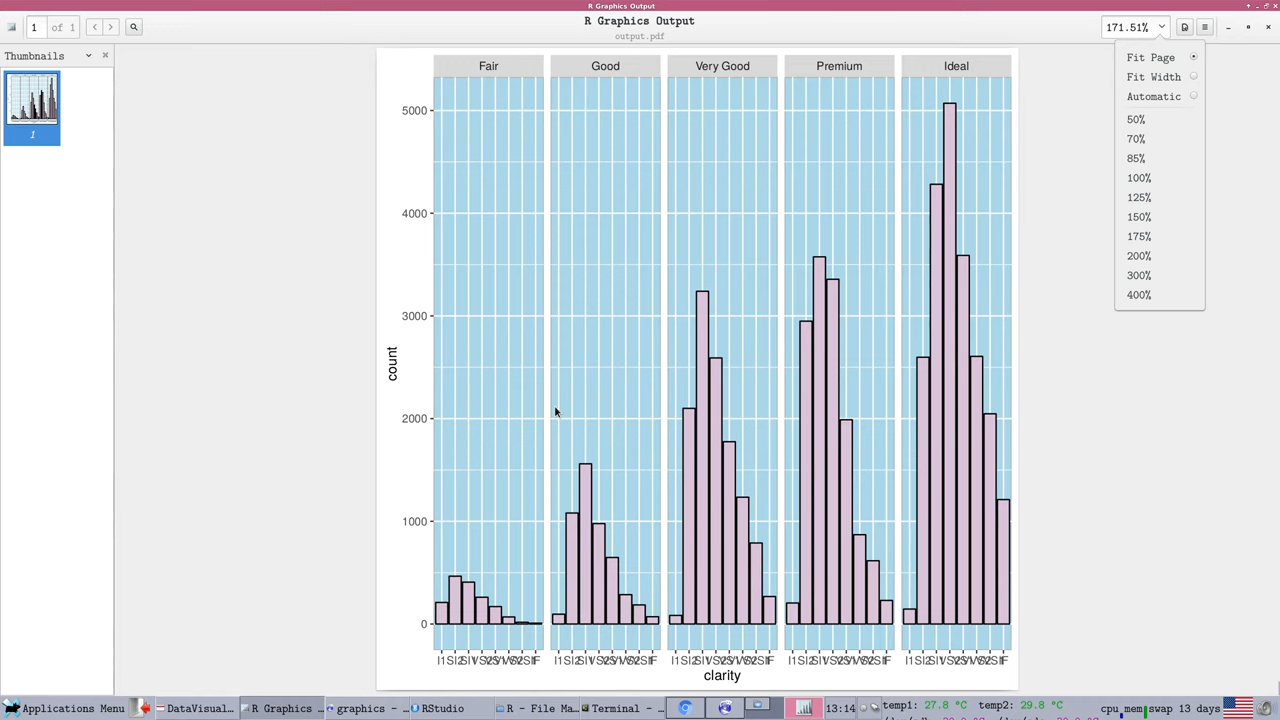 R Graphics Output
1 of 1
R Graphics Output
output.pdf
171.51%
Thumbnails
1
Fit Page
Fit Width
Automatic
50%
70%
85%
100%
125%
150%
175%
200%
300%
400%
Fair Good Very Good Premium Ideal
5000
4000
3000
2000
1000
0
count
clarity
Applications Menu DataVisual... R Graphics ... graphics - ... RStudio R - File Ma... Terminal - ... 13:14 temp1: 27.8 °C temp2: 29.8 °C cpu mem swap 13 days